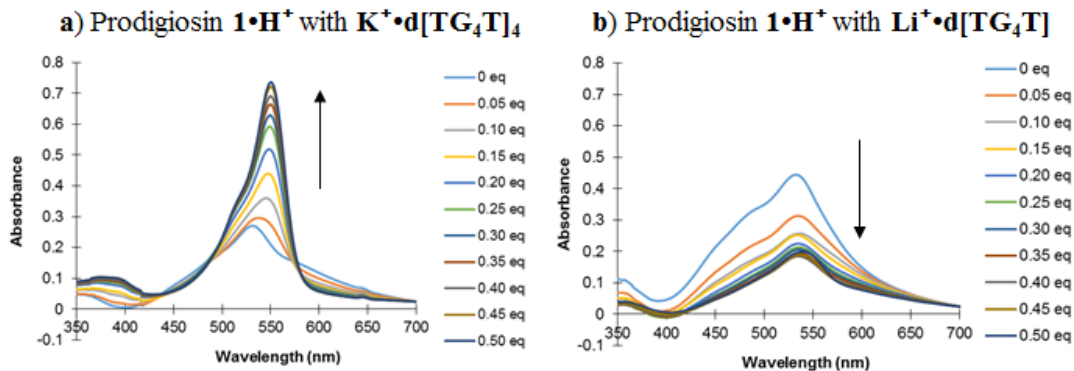 a) Prodigiosin 1•H⁺ with K⁺•d[TG₄T]₄
0.8
0.7
0.6
0.5
0.4
0.3
0.2
0.1
0
-0.1
Absorbance
350 400 450 500 550 600 650 700
Wavelength (nm)
0 eq
0.05 eq
0.10 eq
0.15 eq
0.20 eq
0.25 eq
0.30 eq
0.35 eq
0.40 eq
0.45 eq
0.50 eq
b) Prodigiosin 1•H⁺ with Li⁺•d[TG₄T]
0.8
0.7
0.6
0.5
0.4
0.3
0.2
0.1
0
-0.1
Absorbance
350 400 450 500 550 600 650 700
Wavelength (nm)
0 eq
0.05 eq
0.10 eq
0.15 eq
0.20 eq
0.25 eq
0.30 eq
0.35 eq
0.40 eq
0.45 eq
0.50 eq